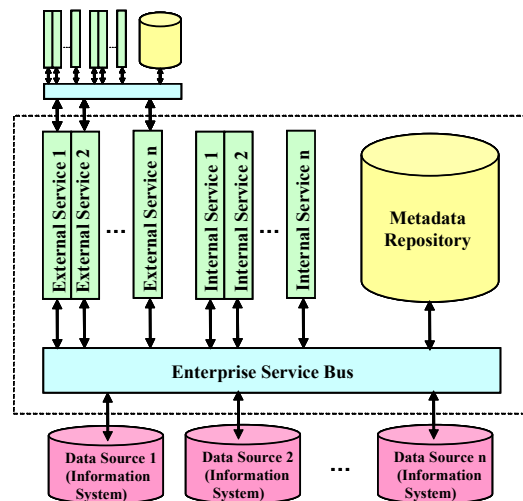 External Service 1
External Service 2
...
External Service n
Internal Service 1
Internal Service 2
...
Internal Service n
Metadata
Repository
Enterprise Service Bus
Data Source 1
(Information
System)
Data Source 2
(Information
System)
...
Data Source n
(Information
System)